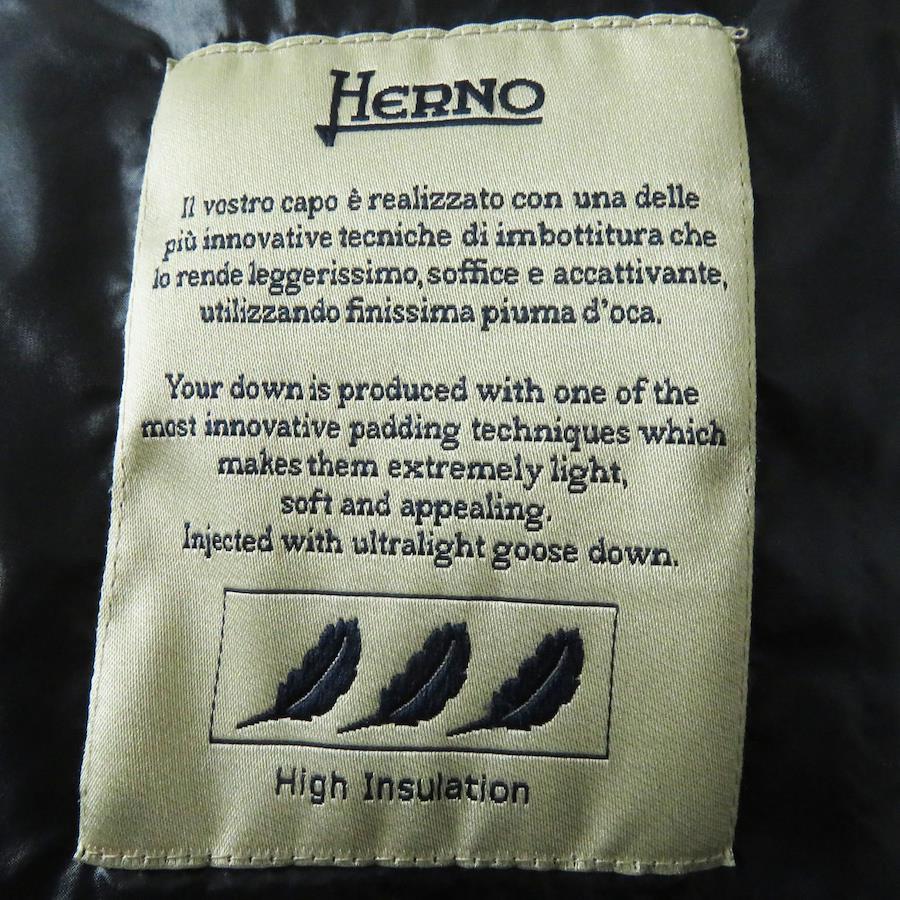 HERNO
Il vostro capo è realizzato con una delle
più innovative tecniche di imbottitura che
lo rende leggerissimo, soffice e accattivante,
utilizzando finissima piuma d'oca.
Your down is produced with one of the
most innovative padding techniques which
makes them extremely light,
soft and appealing.
Injected with ultralight goose down.
High Insulation